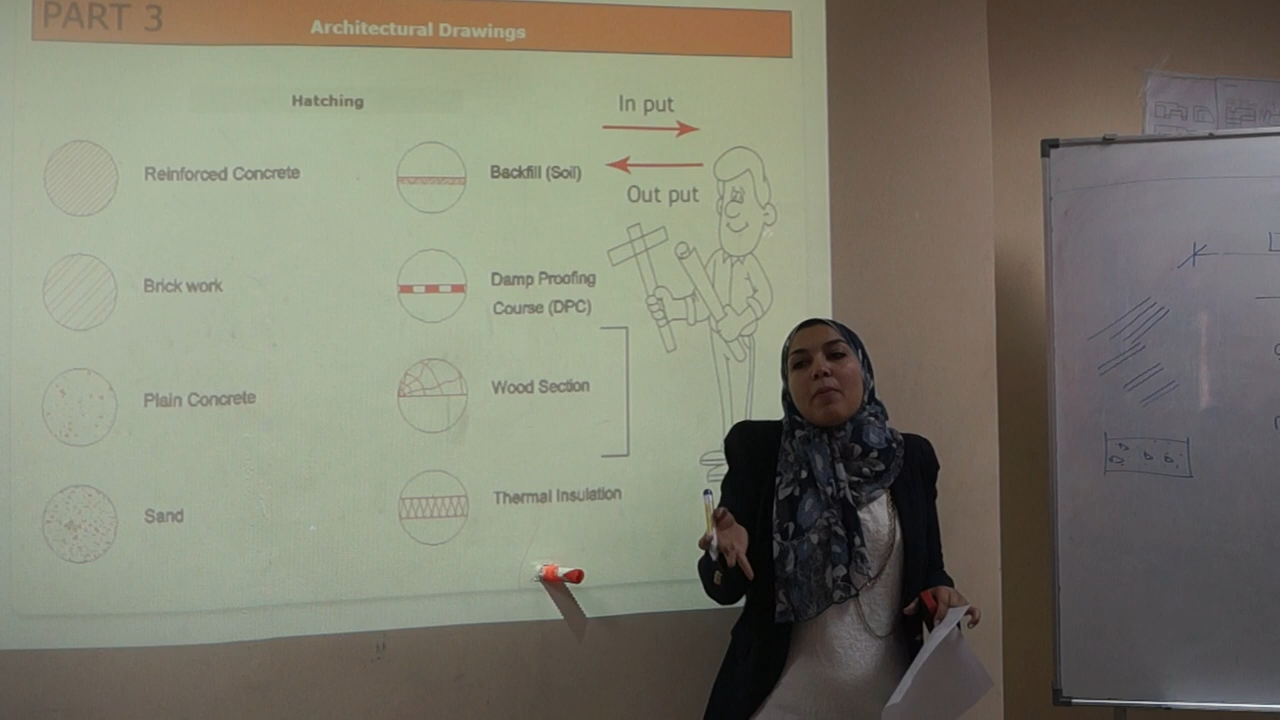 PART 3
Architectural Drawings
Hatching
In put
Out put
Reinforced Concrete
Backfill (Soil)
Brick work
Damp Proofing
Course (DPC)
Plain Concrete
Wood Section
Sand
Thermal Insulation